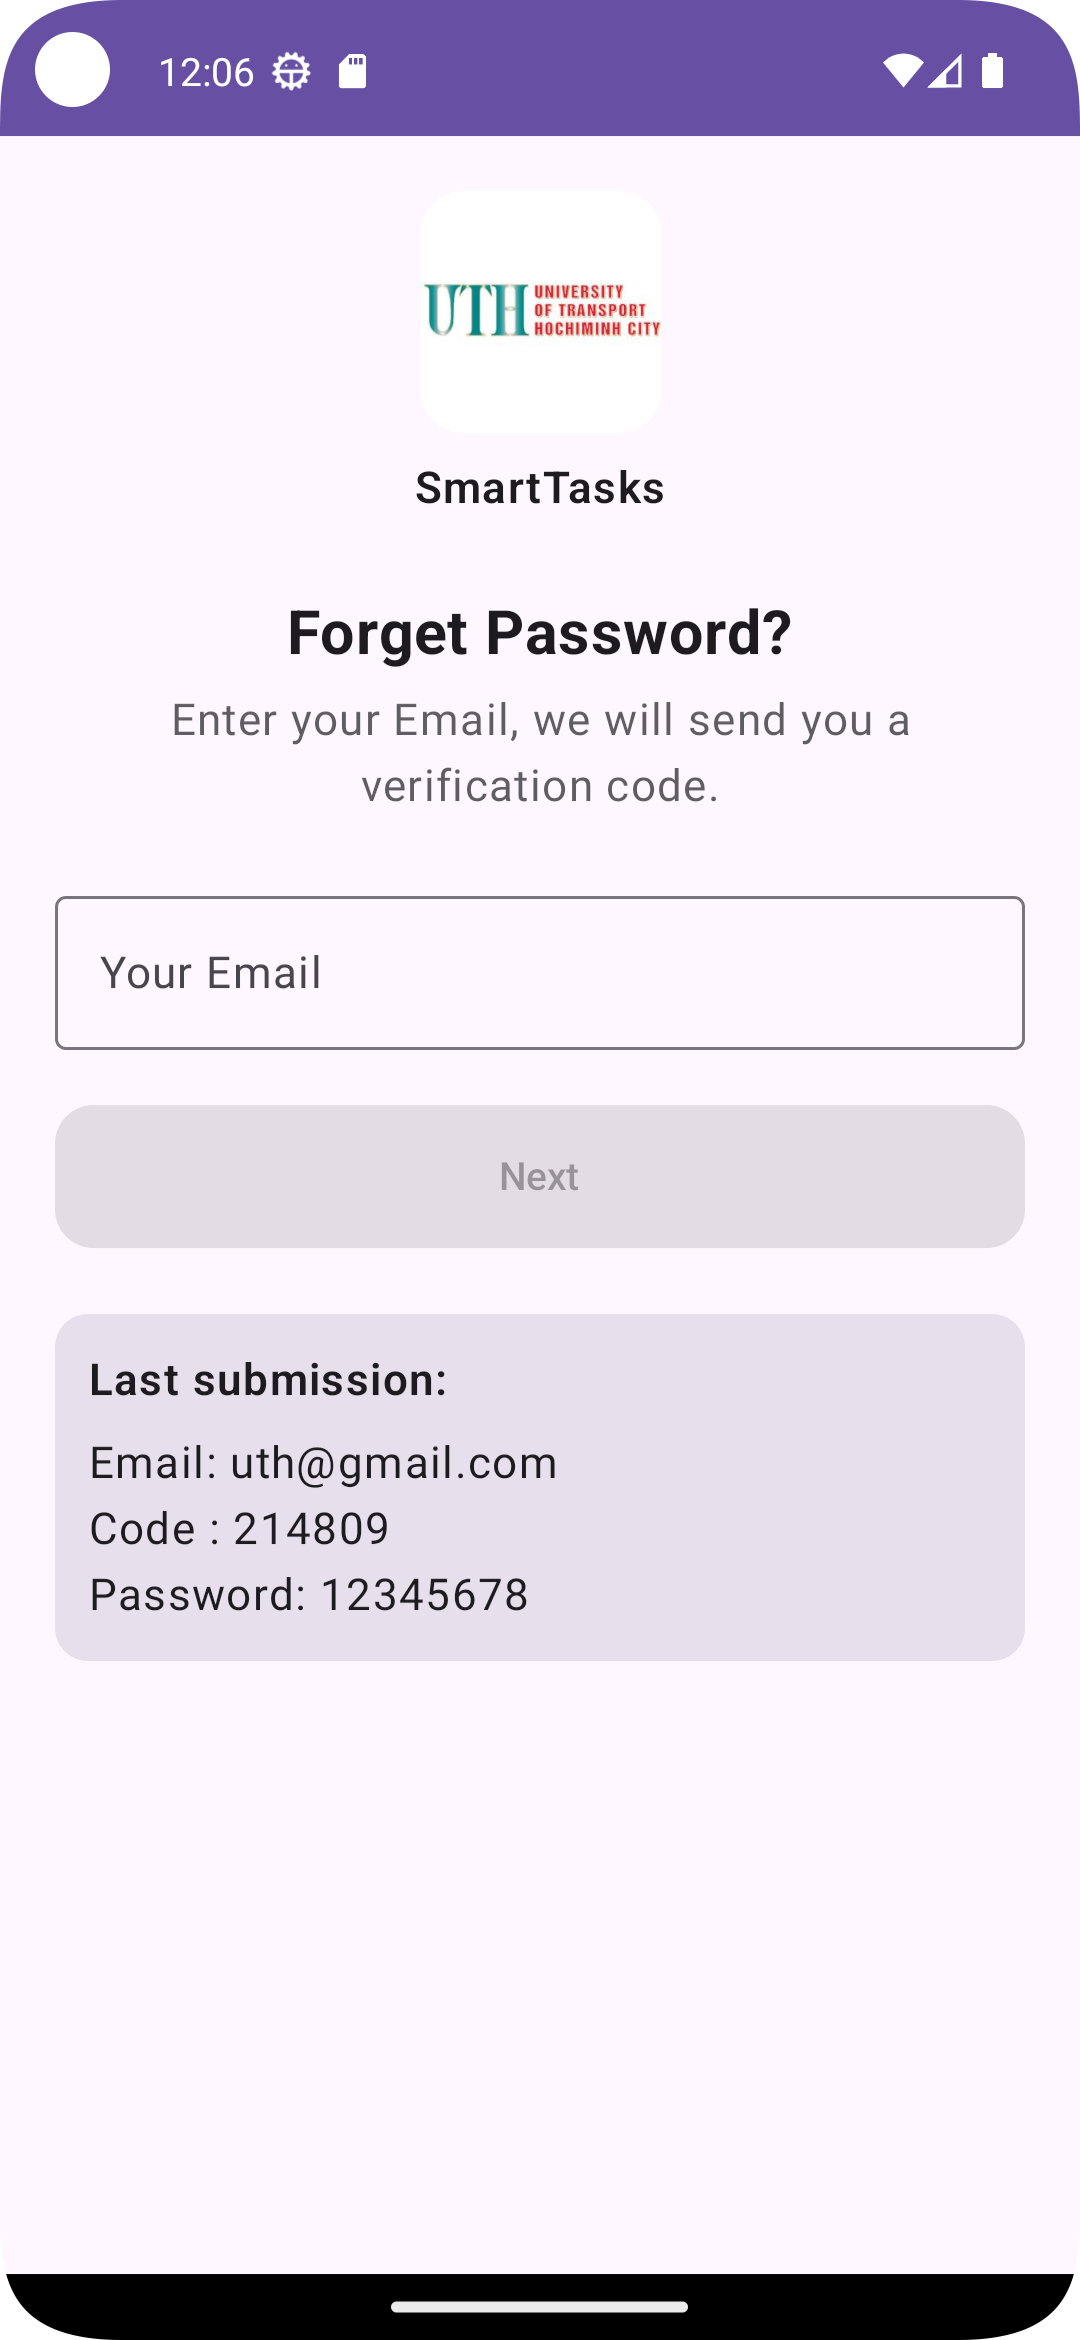 12:06
UTH UNIVERSITY
OF TRANSPORT
HOCHIMINH CITY
SmartTasks
Forget Password?
Enter your Email, we will send you a
verification code.
Your Email
Next
Last submission:
Email: uth@gmail.com
Code : 214809
Password: 12345678